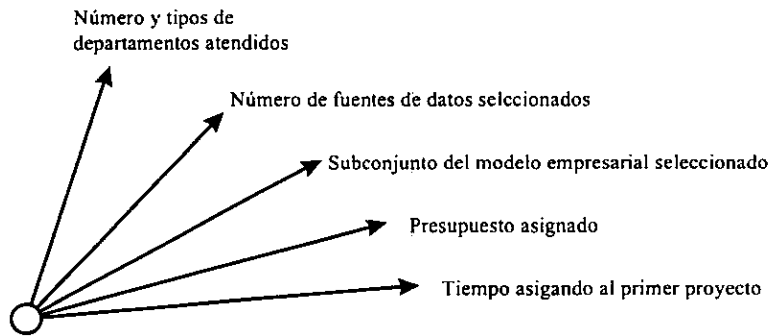 Número y tipos de
departamentos atendidos
Número de fuentes de datos selccionados
Subconjunto del modelo empresarial seleccionado
Presupuesto asignado
Tiempo asigando al primer proyecto